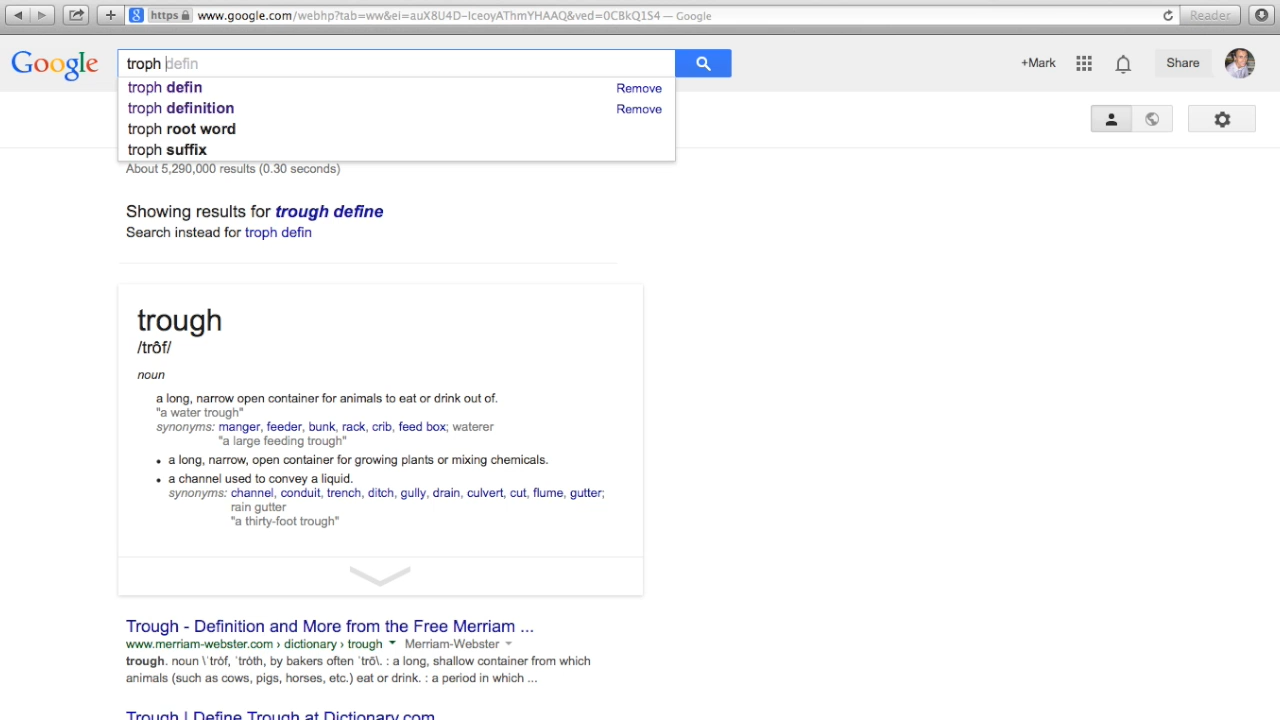 https www.google.com/webhp?tab=ww&ei=auX8U4D-IceoyAThmYHAAQ&ved=0CBkQ1S4 — Google Reader
Google troph defin +Mark Share
troph defin Remove
troph definition Remove
troph root word
troph suffix
About 5,290,000 results (0.30 seconds)
Showing results for trough define
Search instead for troph defin
trough
/trôf/
noun
a long, narrow open container for animals to eat or drink out of.
"a water trough"
synonyms: manger, feeder, bunk, rack, crib, feed box; waterer
"a large feeding trough"
• a long, narrow, open container for growing plants or mixing chemicals.
• a channel used to convey a liquid.
synonyms: channel, conduit, trench, ditch, gully, drain, culvert, cut, flume, gutter;
rain gutter
"a thirty-foot trough"
Trough - Definition and More from the Free Merriam ...
www.merriam-webster.com › dictionary › trough Merriam-Webster
trough. noun \ˈtrȯf, ˈtrȯth, by bakers often ˈtrō\. : a long, shallow container from which
animals (such as cows, pigs, horses, etc.) eat or drink. : a period in which ...
Trough | Define Trough at Dictionary.com